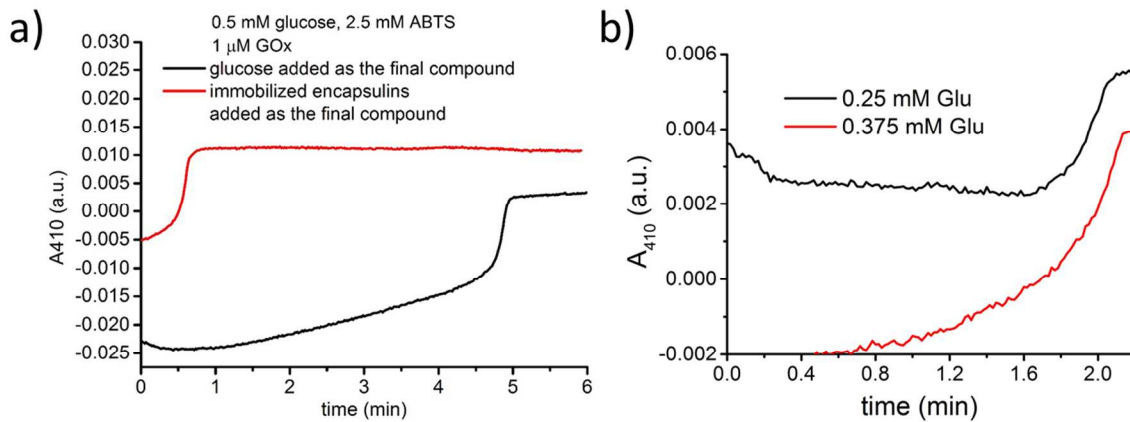 a)
0.5 mM glucose, 2.5 mM ABTS
1 μM GOx
glucose added as the final compound
immobilized encapsulins
added as the final compound
0.030
0.025
0.020
0.015
0.010
0.005
0.000
-0.005
-0.010
-0.015
-0.020
-0.025
A410 (a.u.)
0 1 2 3 4 5 6
time (min)
b)
0.25 mM Glu
0.375 mM Glu
0.006
0.004
0.002
0.000
-0.002
A410 (a.u.)
0.0 0.4 0.8 1.2 1.6 2.0
time (min)